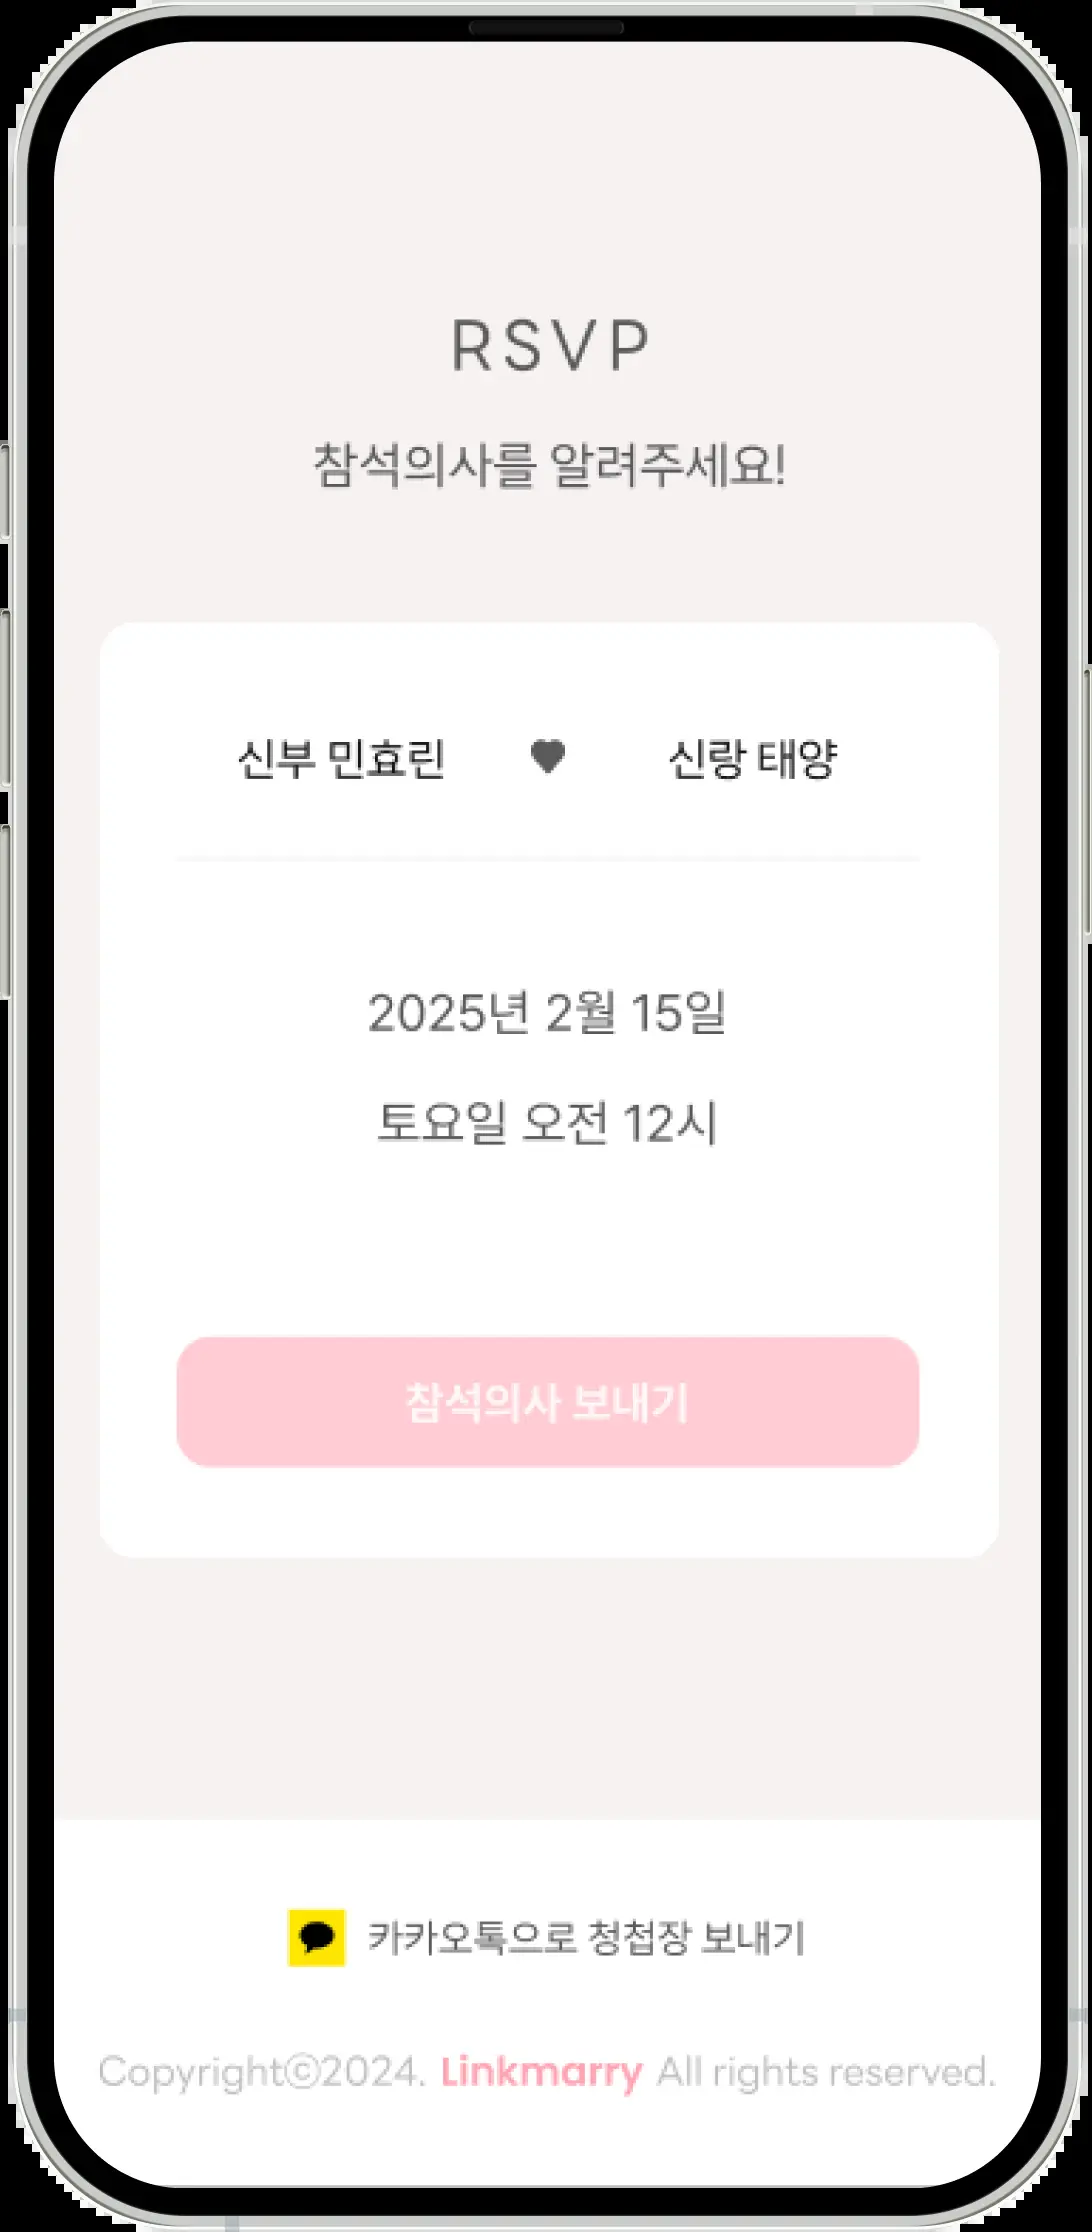 RSVP
참석의사를 알려주세요!
신부 민효린 ♥ 신랑 태양
2025년 2월 15일
토요일 오전 12시
참석의사 보내기
카카오톡으로 청첩장 보내기
Copyright©2024. Linkmarry All rights reserved.